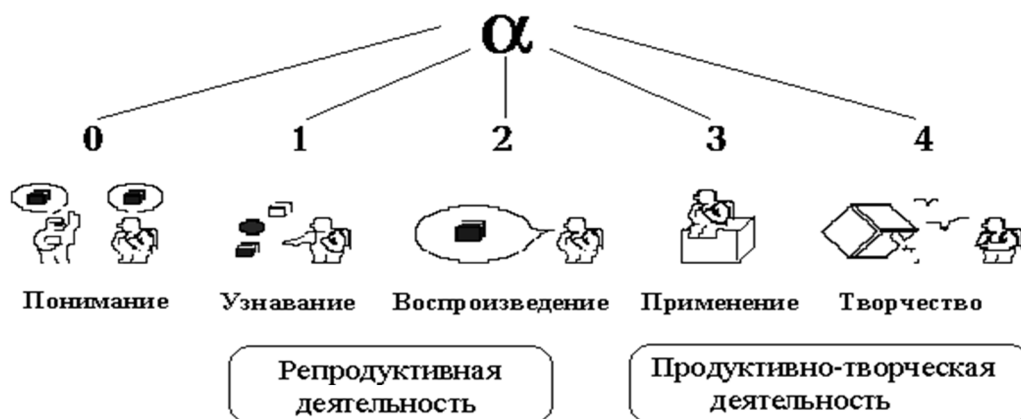 α
0 1 2 3 4
Понимание Узнавание Воспроизведение Применение Творчество
Репродуктивная
деятельность
Продуктивно-творческая
деятельность